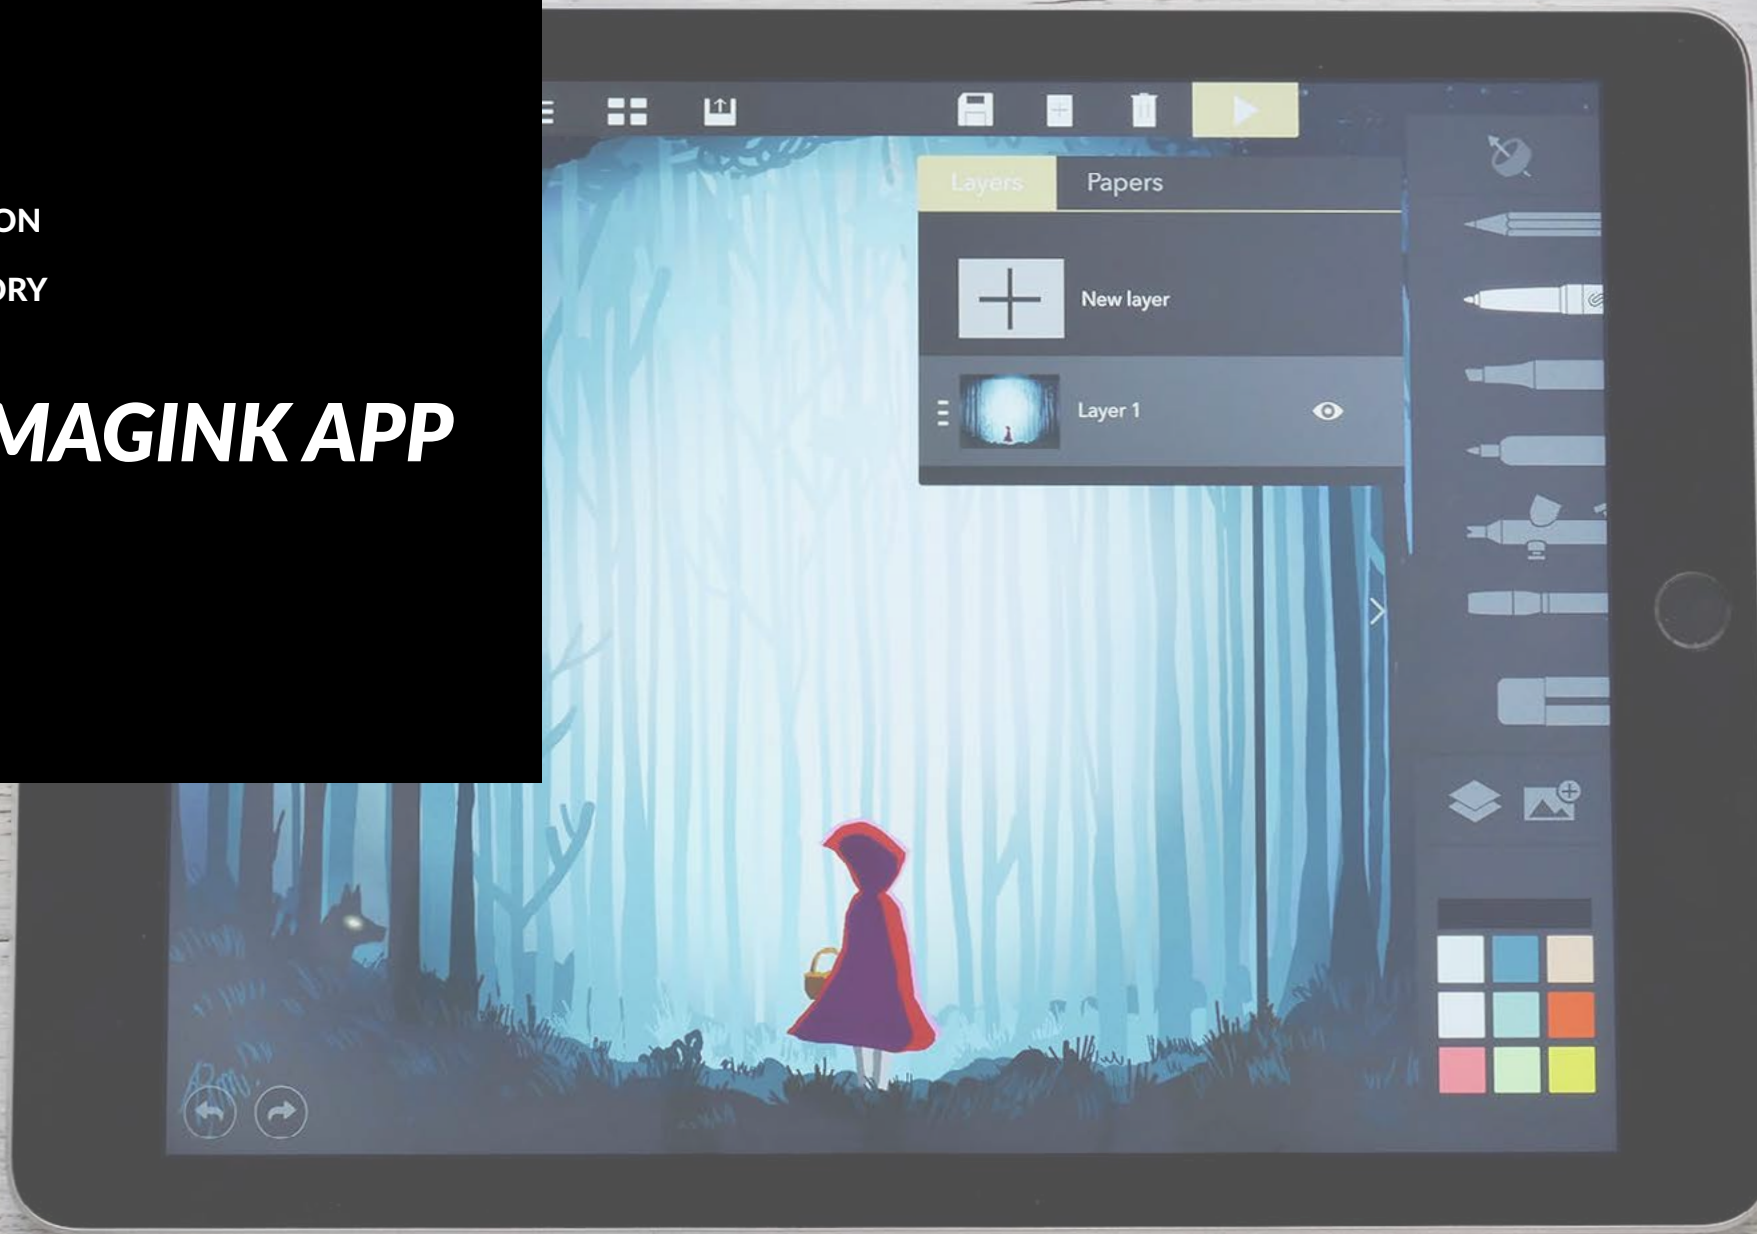 ON
ORY
MAGINK APP
Layers
Papers
New layer
Layer 1